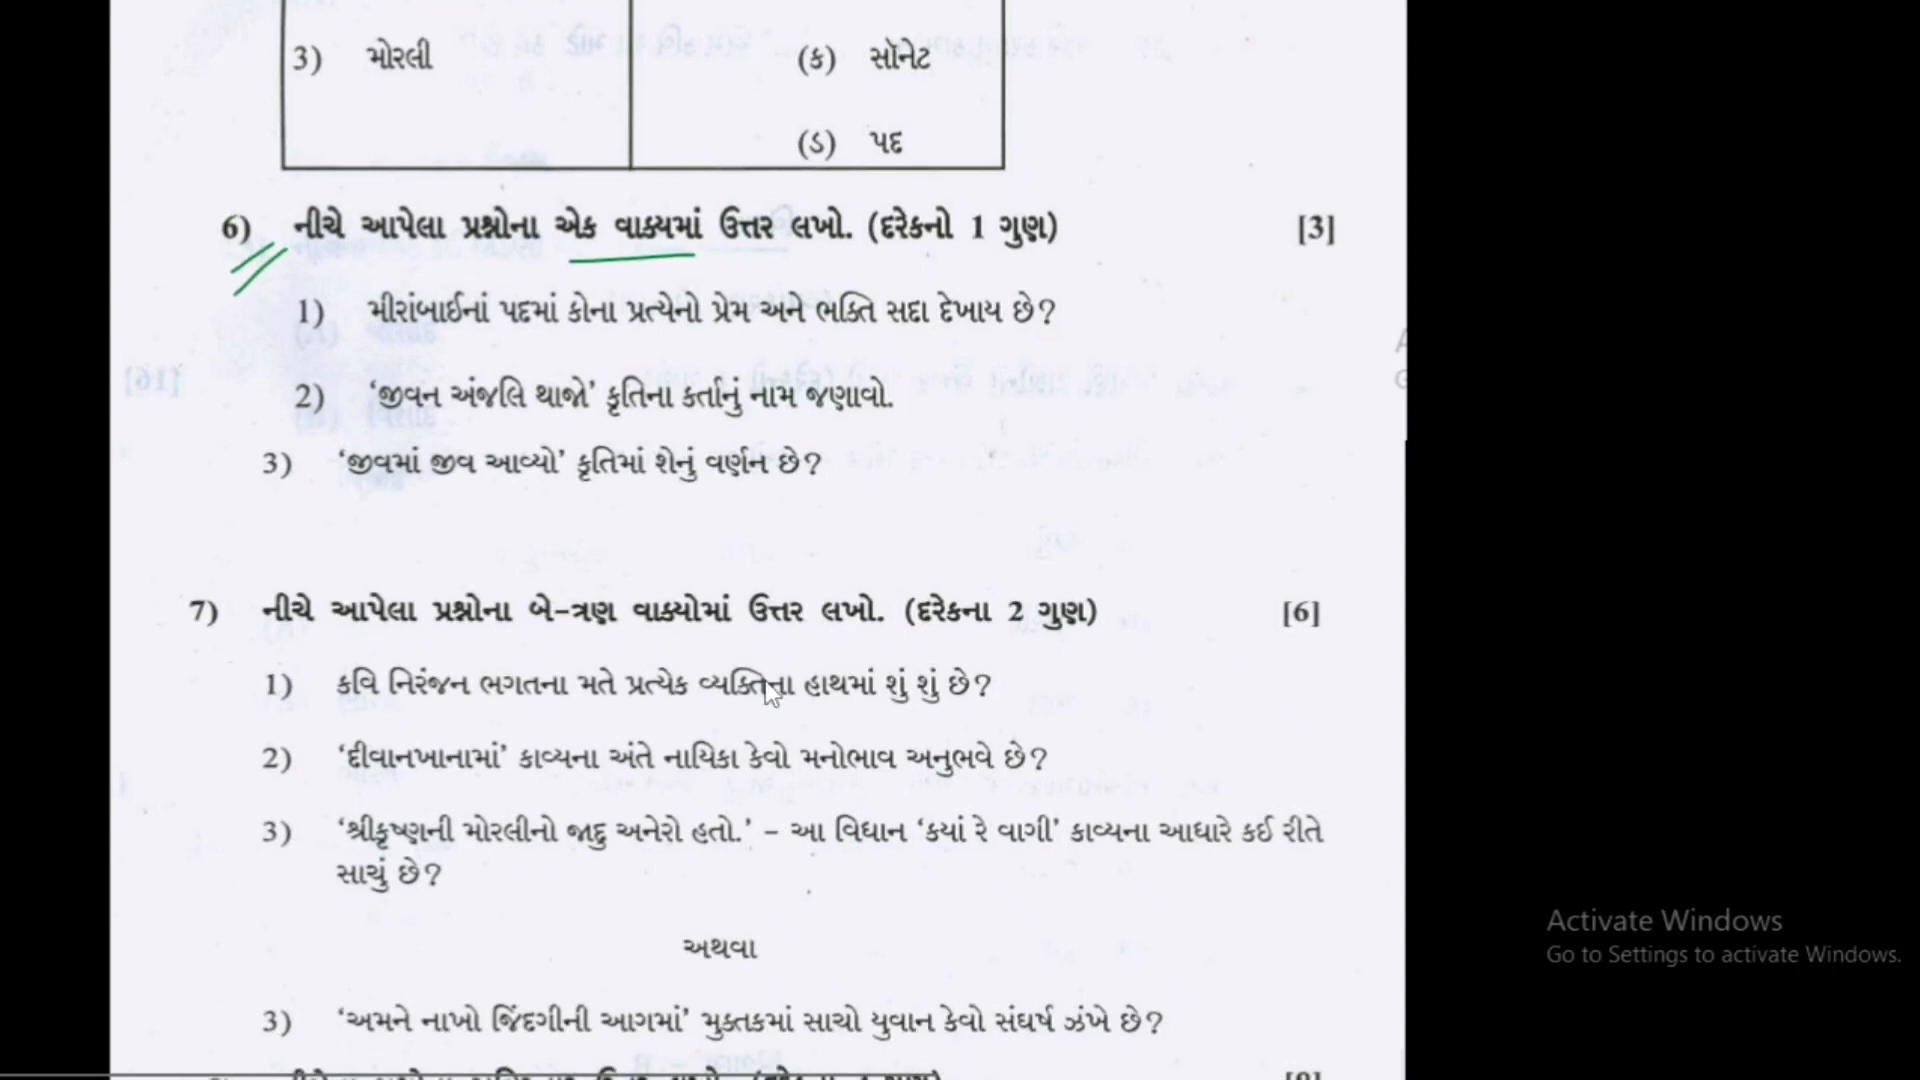 3) મોરલી (ક) સૉનેટ
(ડ) પદ
6) નીચે આપેલા પ્રશ્નોના એક વાક્યમાં ઉત્તર લખો. (દરેકનો 1 ગુણ) [3]
1) મીરાંબાઈનાં પદમાં કોના પ્રત્યેનો પ્રેમ અને ભક્તિ સદા દેખાય છે?
2) ‘જીવન અંજલિ થાજો’ કૃતિના કર્તાનું નામ જણાવો.
3) ‘જીવમાં જીવ આવ્યો’ કૃતિમાં શેનું વર્ણન છે?
7) નીચે આપેલા પ્રશ્નોના બે-ત્રણ વાક્યોમાં ઉત્તર લખો. (દરેકના 2 ગુણ) [6]
1) કવિ નિરંજન ભગતના મતે પ્રત્યેક વ્યક્તિના હાથમાં શું શું છે?
2) ‘દીવાનખાનામાં’ કાવ્યના અંતે નાયિકા કેવો મનોભાવ અનુભવે છે?
3) ‘શ્રીકૃષ્ણની મોરલીનો જાદુ અનેરો હતો.’ – આ વિધાન ‘કયાં રે વાગી’ કાવ્યના આધારે કઈ રીતે
સાચું છે?
અથવા
3) ‘અમને નાખો જિંદગીની આગમાં’ મુક્તકમાં સાચો યુવાન કેવો સંઘર્ષ ઝંખે છે?
Activate Windows
Go to Settings to activate Windows.